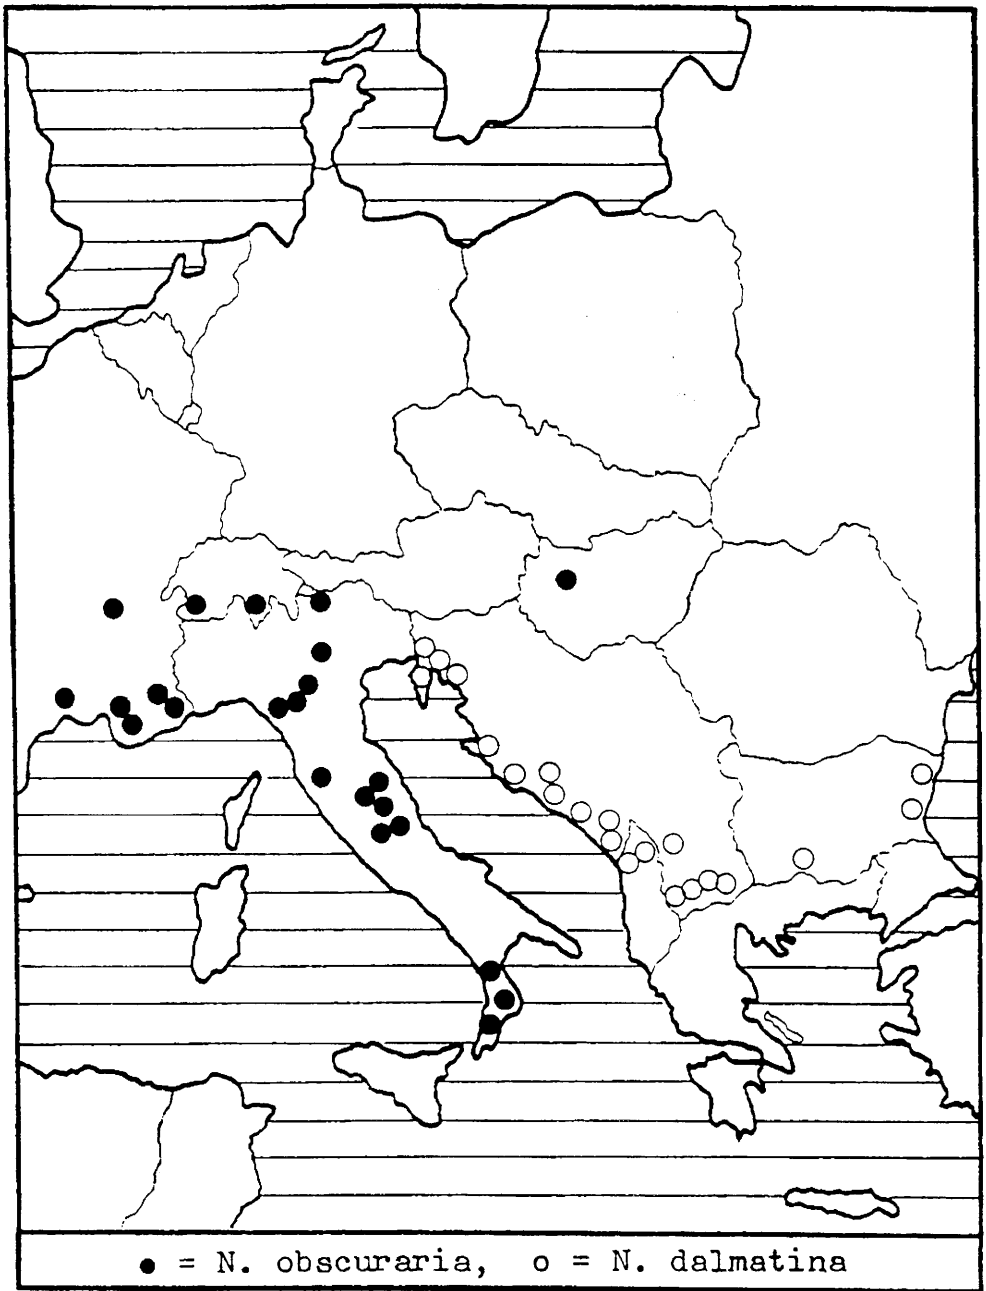 ● = N. obscuraria, o = N. dalmatina